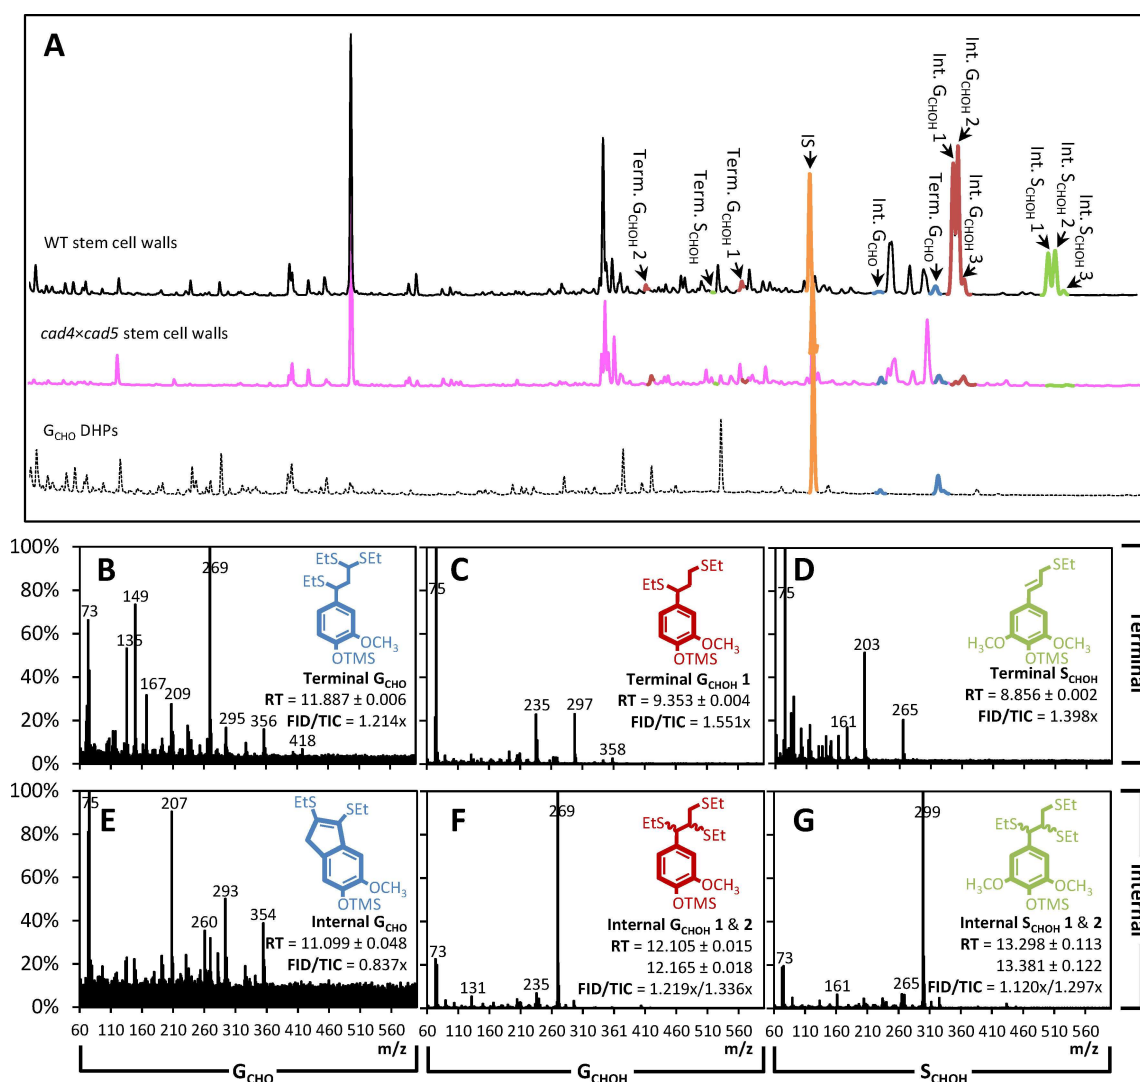 A
Term. GCHOH 2
Term. SCHOH
Term. GCHOH 1
IS
Int. GCHO
Term. GCHO
Int. GCHOH 1
Int. GCHOH 2
Int. GCHOH 3
Int. SCHOH 1
Int. SCHOH 2
Int. SCHOH 3
WT stem cell walls
cad4×cad5 stem cell walls
GCHO DHPs
100%
80%
60%
40%
20%
0%
B
73
135
149
167
209
269
295
356
418
EtS
SEt
EtS
OCH3
OTMS
Terminal GCHO
RT = 11.887 ± 0.006
FID/TIC = 1.214x
C
75
235
297
358
SEt
EtS
OCH3
OTMS
Terminal GCHOH 1
RT = 9.353 ± 0.004
FID/TIC = 1.551x
D
75
161
203
265
SEt
H3CO
OCH3
OTMS
Terminal SCHOH
RT = 8.856 ± 0.002
FID/TIC = 1.398x
Terminal
100%
80%
60%
40%
20%
0%
E
75
207
260
293
354
EtS
SEt
OCH3
OTMS
Internal GCHO
RT = 11.099 ± 0.048
FID/TIC = 0.837x
F
73
131
235
269
SEt
EtS
SEt
OCH3
OTMS
Internal GCHOH 1 & 2
RT = 12.105 ± 0.015
12.165 ± 0.018
FID/TIC = 1.219x/1.336x
G
73
161
265
299
SEt
EtS
SEt
H3CO
OCH3
OTMS
Internal SCHOH 1 & 2
RT = 13.298 ± 0.113
13.381 ± 0.122
FID/TIC = 1.120x/1.297x
Internal
60 110 160 210 260 310 361 410 460 510 560
m/z
60 110 160 210 260 310 361 410 460 510 560
m/z
60 110 160 210 260 310 361 410 460 510 560
m/z
GCHO
GCHOH
SCHOH